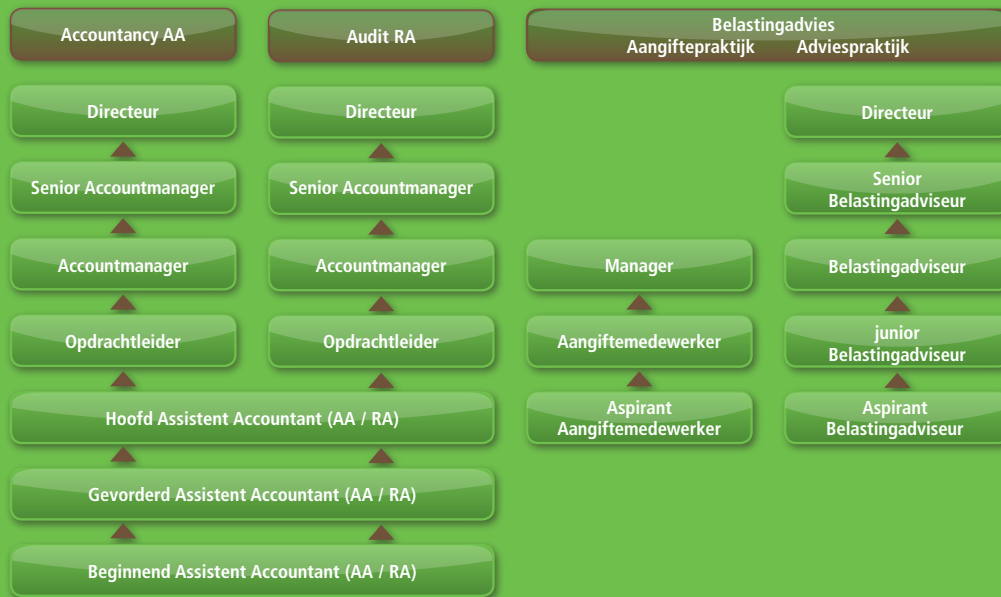 Accountancy AA
Audit RA
Belastingadvies
Aangiftepraktijk Adviespraktijk
Directeur
Directeur
Directeur
Senior Accountmanager
Senior Accountmanager
Senior
Belastingadviseur
Accountmanager
Accountmanager
Manager
Belastingadviseur
Opdrachtleider
Opdrachtleider
Aangiftemedewerker
junior
Belastingadviseur
Hoofd Assistent Accountant (AA / RA)
Aspirant
Aangiftemedewerker
Aspirant
Belastingadviseur
Gevorderd Assistent Accountant (AA / RA)
Beginnend Assistent Accountant (AA / RA)